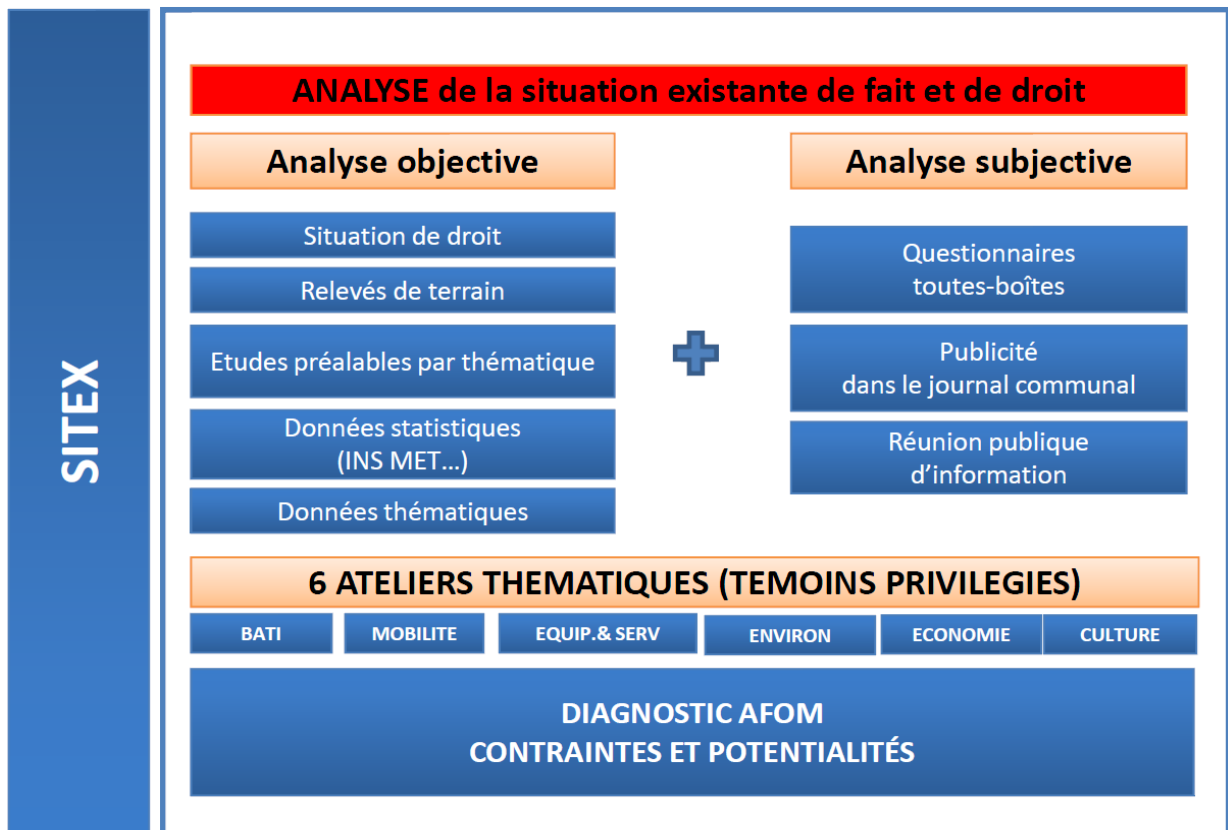 SITEX
ANALYSE de la situation existante de fait et de droit
Analyse objective
Situation de droit
Relevés de terrain
Etudes préalables par thématique
Données statistiques
(INS MET...)
Données thématiques
Analyse subjective
Questionnaires
toutes-boîtes
Publicité
dans le journal communal
Réunion publique
d'information
6 ATELIERS THEMATIQUES (TEMOINS PRIVILEGIES)
BATI
MOBILITE
EQUIP.& SERV
ENVIRON
ECONOMIE
CULTURE
DIAGNOSTIC AFOM
CONTRAINTES ET POTENTIALITÉS